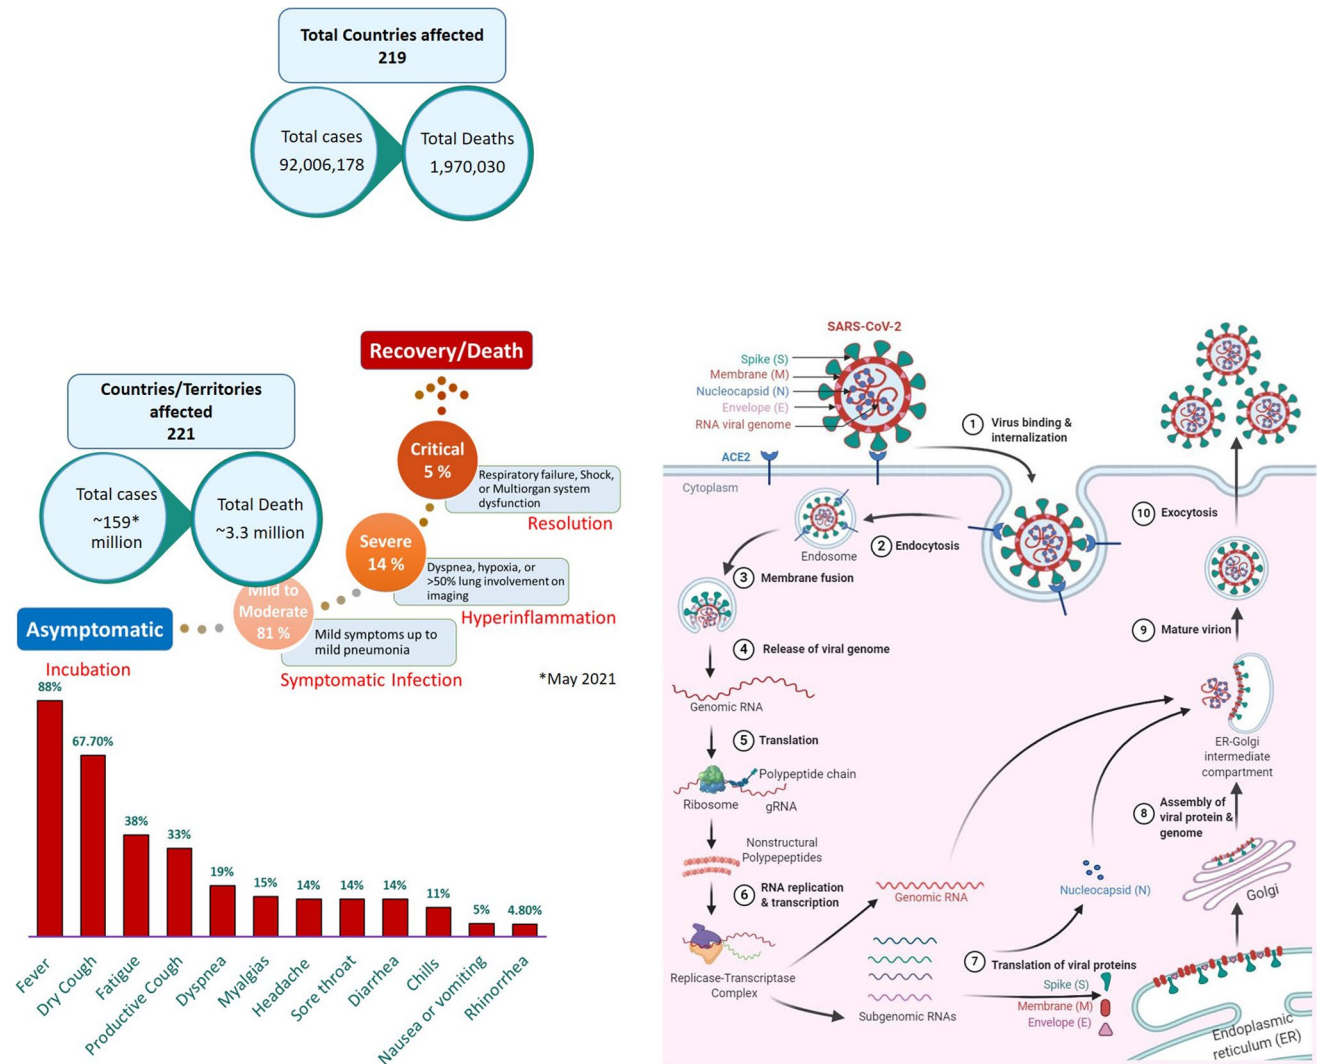 Total Countries affected
219
Total cases
92,006,178
Total Deaths
1,970,030
Recovery/Death
Countries/Territories
affected
221
Total cases
~159*
million
Total Death
~3.3 million
Critical
5 %
Respiratory failure, Shock,
or Multiorgan system
dysfunction
Resolution
Severe
14 %
Dyspnea, hypoxia, or
>50% lung involvement on
imaging
Hyperinflammation
Mild to
Moderate
81 %
Asymptomatic
Mild symptoms up to
mild pneumonia
Incubation
Symptomatic Infection
*May 2021
88%
67.70%
38%
33%
19%
15%
14%
14%
14%
11%
5%
4.80%
Fever
Dry Cough
Fatigue
Productive Cough
Dyspnea
Myalgias
Headache
Sore throat
Diarrhea
Chills
Nausea or vomiting
Rhinorrhea
SARS-CoV-2
Spike (S)
Membrane (M)
Nucleocapsid (N)
Envelope (E)
RNA viral genome
ACE2
Cytoplasm
1 Virus binding &
internalization
Endosome
2 Endocytosis
3 Membrane fusion
4 Release of viral genome
Genomic RNA
5 Translation
Polypeptide chain
Ribosome
gRNA
Nonstructural
Polypepeptides
6 RNA replication
& transcription
Replicase-Transcriptase
Complex
Genomic RNA
Subgenomic RNAs
Nucleocapsid (N)
7 Translation of viral proteins
Spike (S)
Membrane (M)
Envelope (E)
Endoplasmic
reticulum (ER)
Golgi
8 Assembly of
viral protein &
genome
ER-Golgi
intermediate
compartment
9 Mature virion
10 Exocytosis